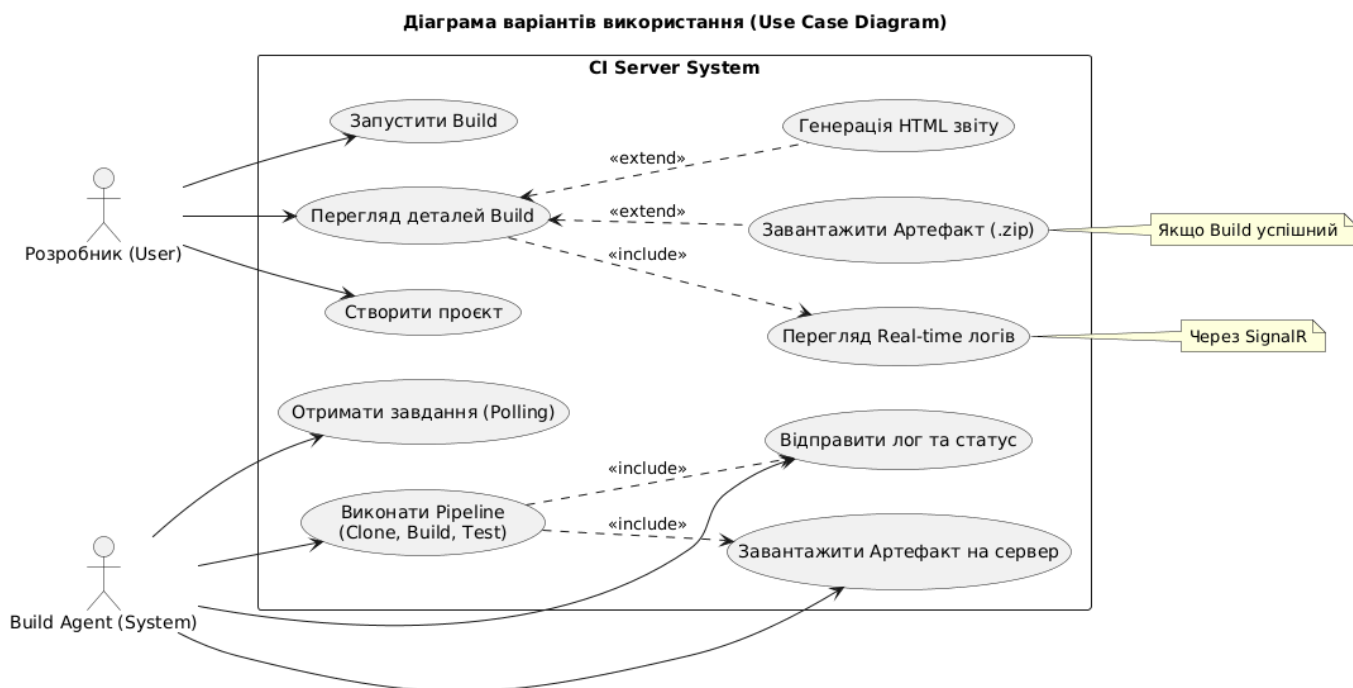 Діаграма варіантів використання (Use Case Diagram)
CI Server System
Запустити Build
Генерація HTML звіту
«extend»
Розробник (User)
Перегляд деталей Build
«extend»
Завантажити Артефакт (.zip)
Якщо Build успішний
«include»
Створити проєкт
Перегляд Real-time логів
Через SignalR
Отримати завдання (Polling)
Відправити лог та статус
«include»
Виконати Pipeline
(Clone, Build, Test)
«include»
Завантажити Артефакт на сервер
Build Agent (System)